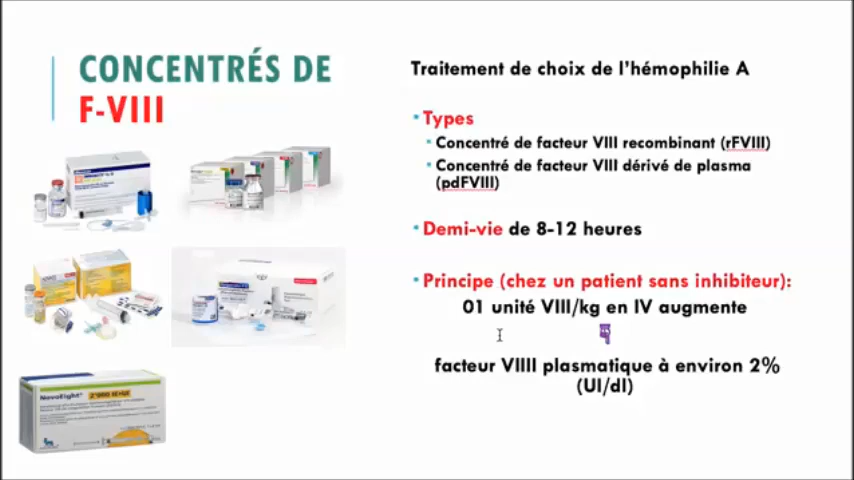 CONCENTRÉS DE
F-VIII
Traitement de choix de l'hémophilie A
Types
Concentré de facteur VIII recombinant (rFVIII)
Concentré de facteur VIII dérivé de plasma
(pdFVIII)
Demi-vie de 8-12 heures
Principe (chez un patient sans inhibiteur):
01 unité VIII/kg en IV augmente
facteur VIIII plasmatique à environ 2%
(UI/dl)
NovoEight®